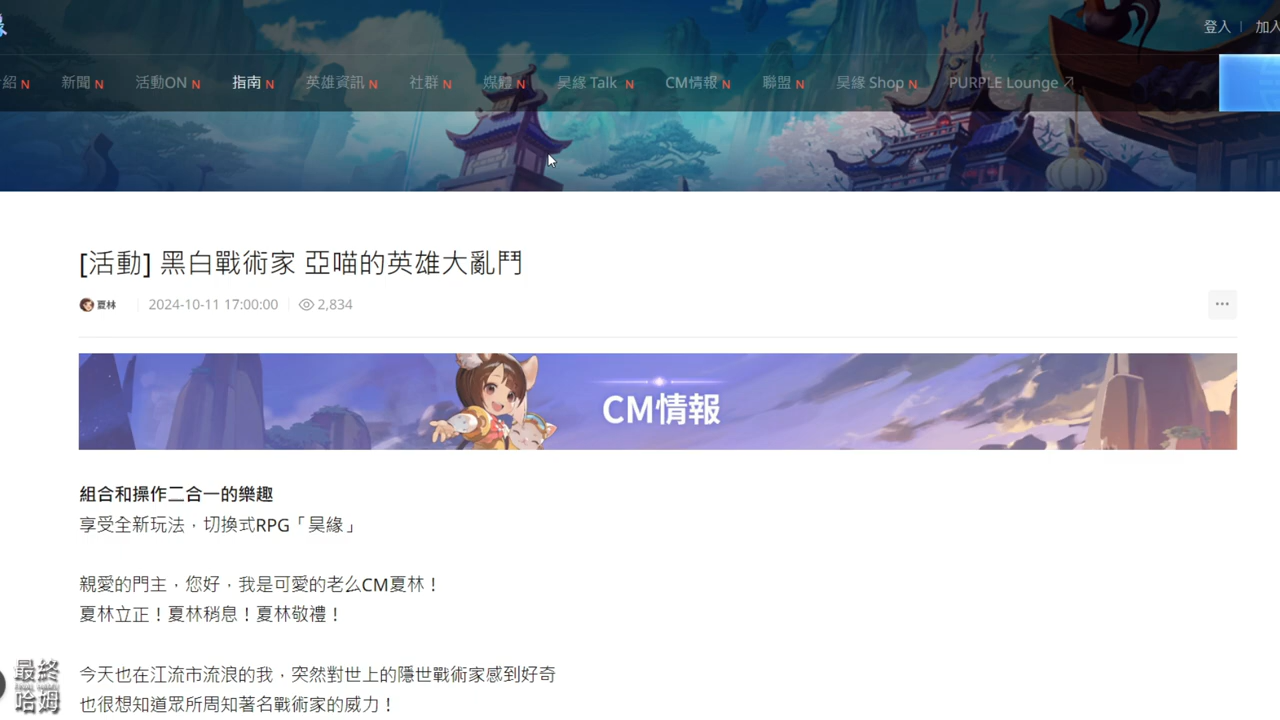 緣
登入
加入
紹 N
新聞 N
活動ON N
指南 N
英雄資訊 N
社群 N
媒體 N
昊緣 Talk N
CM情報 N
聯盟 N
昊緣 Shop N
PURPLE Lounge
[活動] 黑白戰術家 亞喵的英雄大亂鬥
夏林
2024-10-11 17:00:00
2,834
CM情報
組合和操作二合一的樂趣
享受全新玩法，切換式RPG「昊緣」
親愛的門主，您好，我是可愛的老么CM夏林！
夏林立正！夏林稍息！夏林敬禮！
今天也在江流市流浪的我，突然對世上的隱世戰術家感到好奇
也很想知道眾所周知著名戰術家的威力！
最終
哈姆